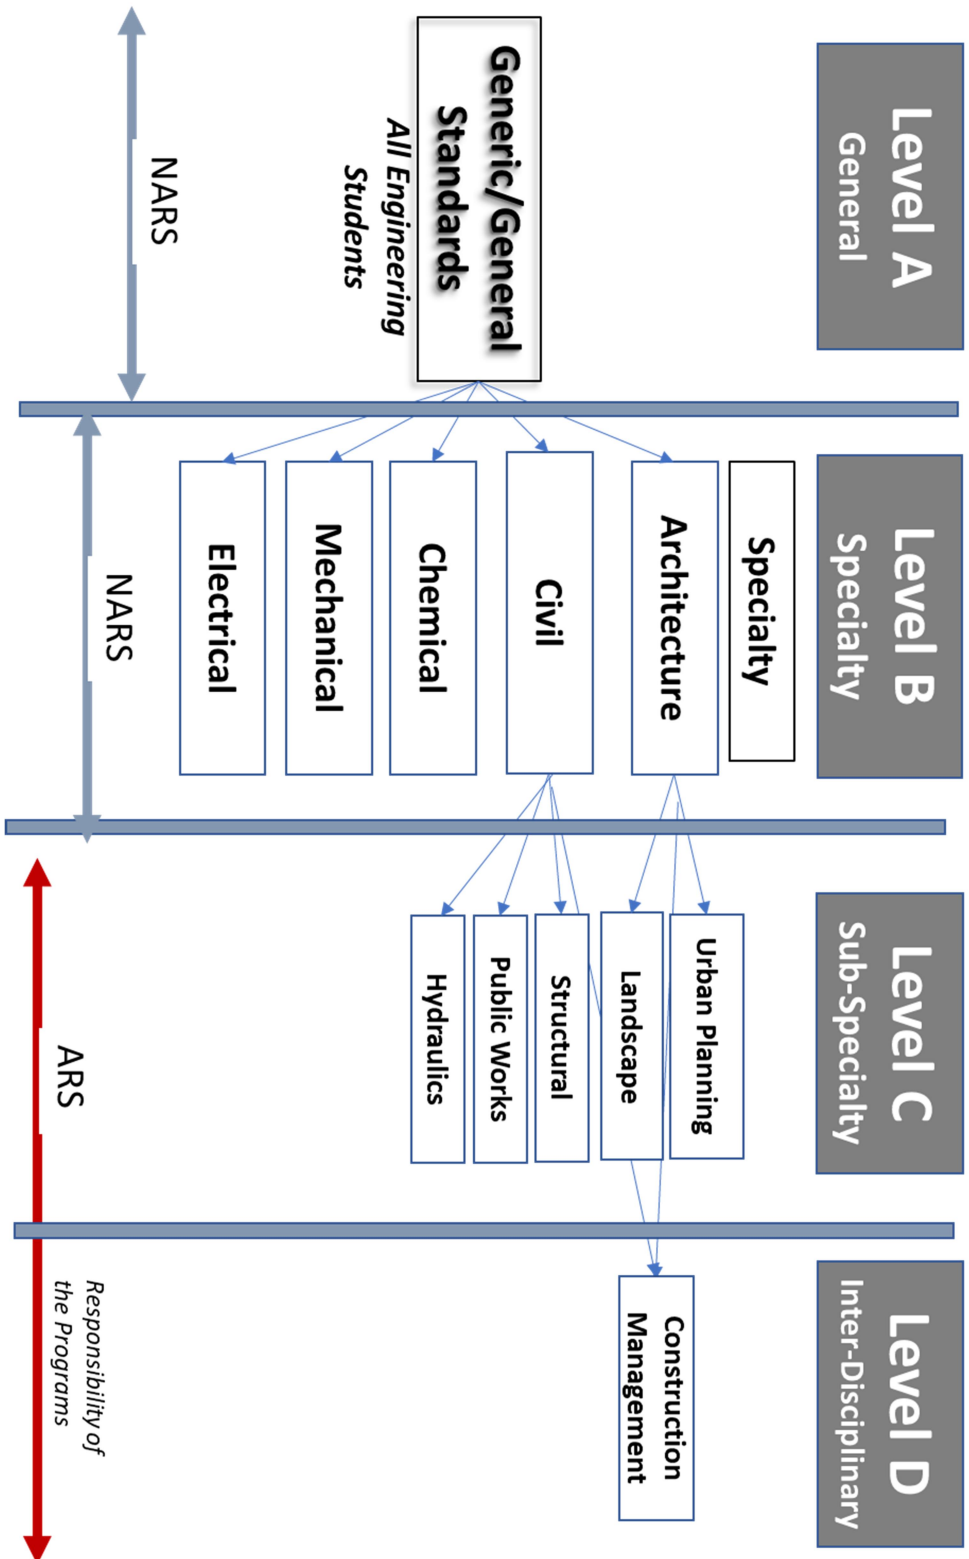 Level A
General
Generic/General
Standards
All Engineering
Students
NARS
Level B
Specialty
Specialty
Architecture
Civil
Chemical
Mechanical
Electrical
NARS
Level C
Sub-Specialty
Urban Planning
Landscape
Structural
Public Works
Hydraulics
ARS
Level D
Inter-Disciplinary
Construction
Management
Responsibility of
the Programs